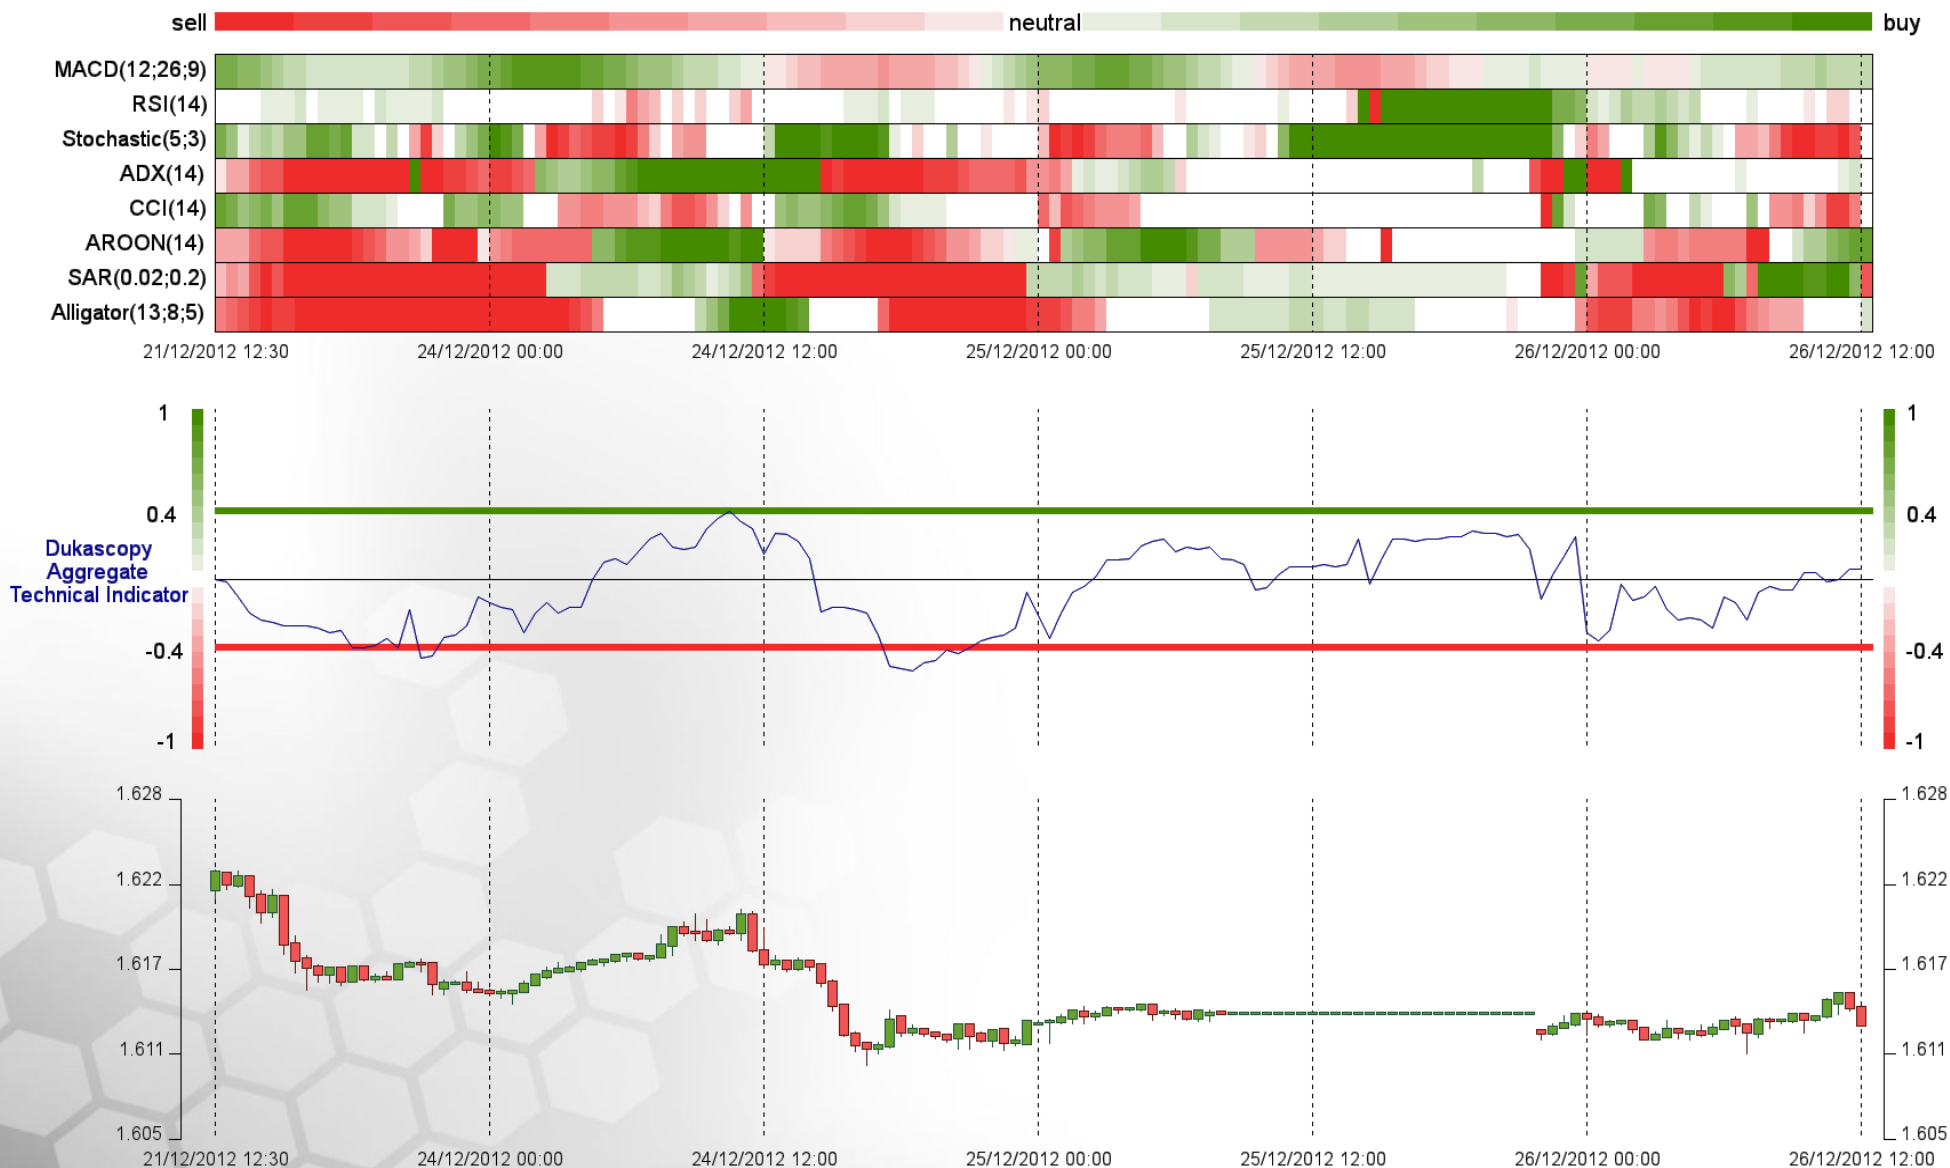 sell neutral buy
MACD(12;26;9)
RSI(14)
Stochastic(5;3)
ADX(14)
CCI(14)
AROON(14)
SAR(0.02;0.2)
Alligator(13;8;5)
21/12/2012 12:30 24/12/2012 00:00 24/12/2012 12:00 25/12/2012 00:00 25/12/2012 12:00 26/12/2012 00:00 26/12/2012 12:00
1 1
0.4 0.4
Dukascopy
Aggregate
Technical Indicator
-0.4 -0.4
-1 -1
1.628 1.628
1.622 1.622
1.617 1.617
1.611 1.611
1.605 1.605
21/12/2012 12:30 24/12/2012 00:00 24/12/2012 12:00 25/12/2012 00:00 25/12/2012 12:00 26/12/2012 00:00 26/12/2012 12:00